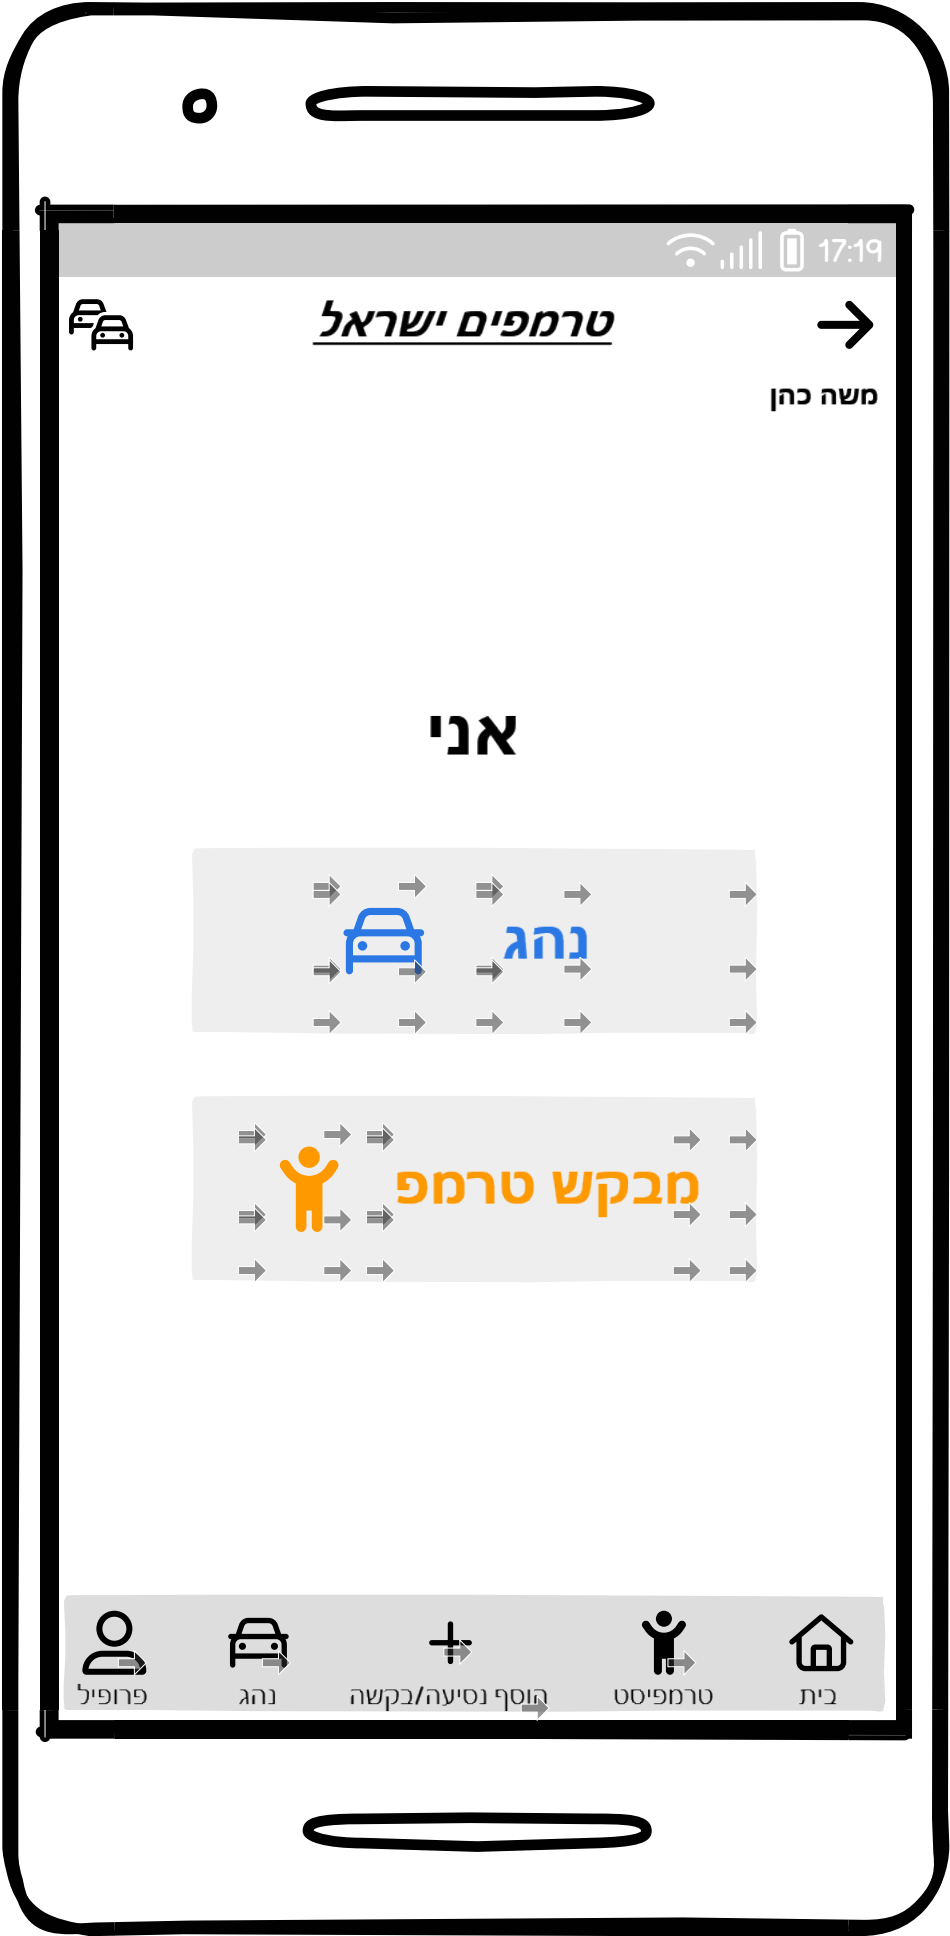 17:19
טרמפים ישראל
משה כהן
אני
נהג
מבקש טרמפ
בית
טרמפיסט
הוסף נסיעה/בקשה
נהג
פרופיל